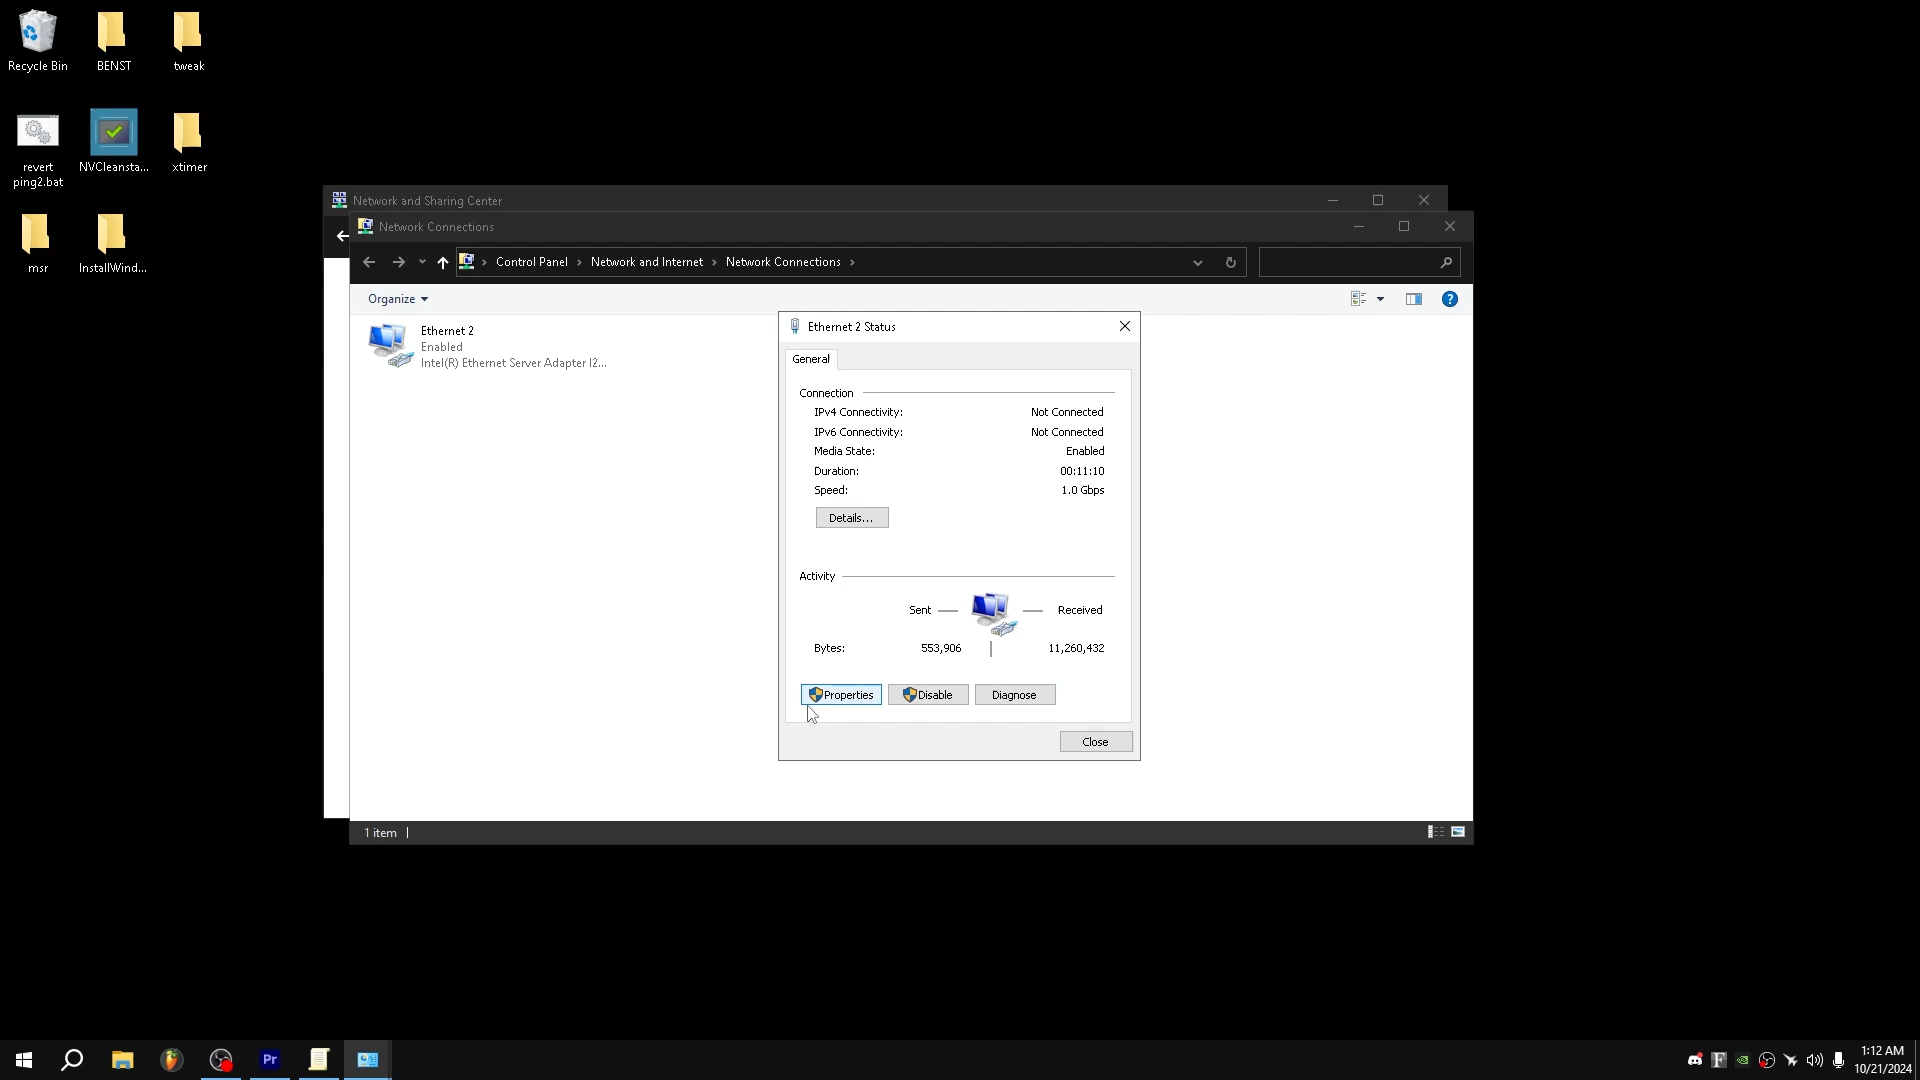 Recycle Bin
BENST
tweak
revert
ping2.bat
NVCleansta...
xtimer
msr
InstallWind...
Network and Sharing Center
Network Connections
Control Panel
Network and Internet
Network Connections
Organize
Ethernet 2
Enabled
Intel(R) Ethernet Server Adapter I2...
Ethernet 2 Status
General
Connection
IPv4 Connectivity: Not Connected
IPv6 Connectivity: Not Connected
Media State: Enabled
Duration: 00:11:10
Speed: 1.0 Gbps
Details...
Activity
Sent
Received
Bytes: 553,906 11,260,432
Properties
Disable
Diagnose
Close
1 item
Pr
1:12 AM
10/21/2024